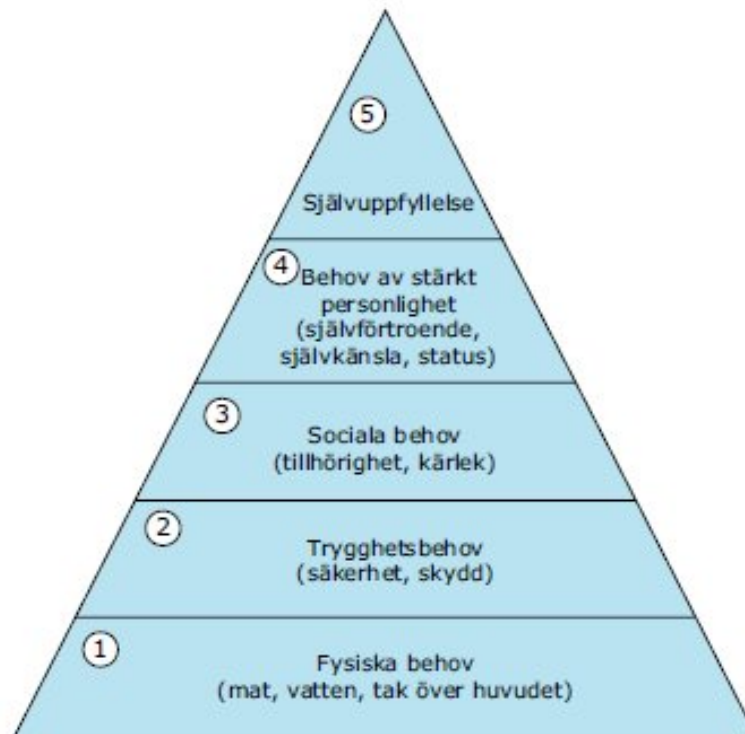 5
Självuppfyllelse
4
Behov av stärkt
personlighet
(självförtroende,
självkänsla, status)
3
Sociala behov
(tillhörighet, kärlek)
2
Trygghetsbehov
(säkerhet, skydd)
1
Fysiska behov
(mat, vatten, tak över huvudet)